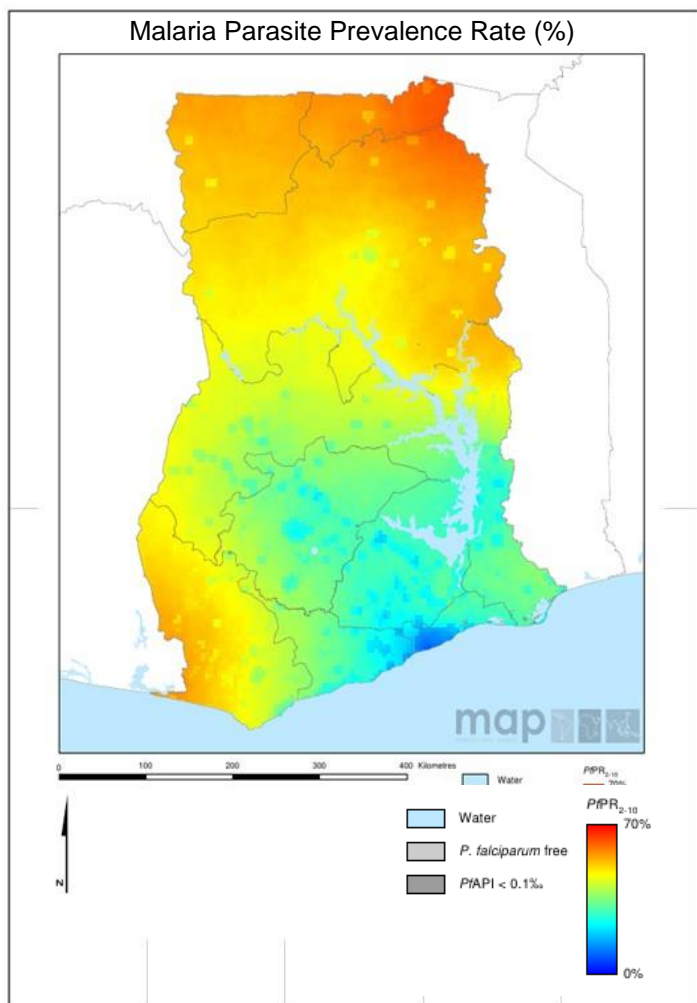 Malaria Parasite Prevalence Rate (%)
map
0 100 200 300 400 Kilometres
Water
PfPR2-10
70%
Water
P. falciparum free
PfAPI < 0.1‰
N
PfPR2-10
70%
0%